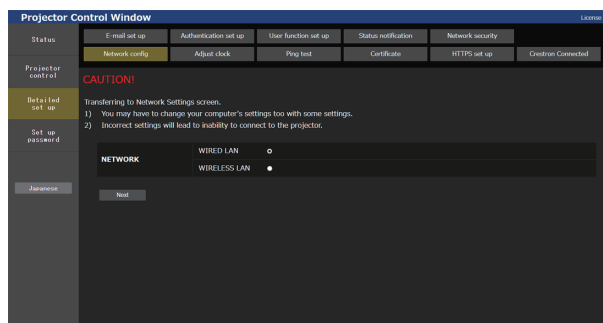 Projector Control Window
License
Status
E-mail set up
Authentication set up
User function set up
Status notification
Network security
Network config
Adjust clock
Ping test
Certificate
HTTPS set up
Crestron Connected
Projector
control
Detailed
set up
Set up
password
Japanese
CAUTION!
Transferring to Network Settings screen.
1) You may have to change your computer's settings too with some settings.
2) Incorrect settings will lead to inability to connect to the projector.
NETWORK
WIRED LAN
WIRELESS LAN
Next